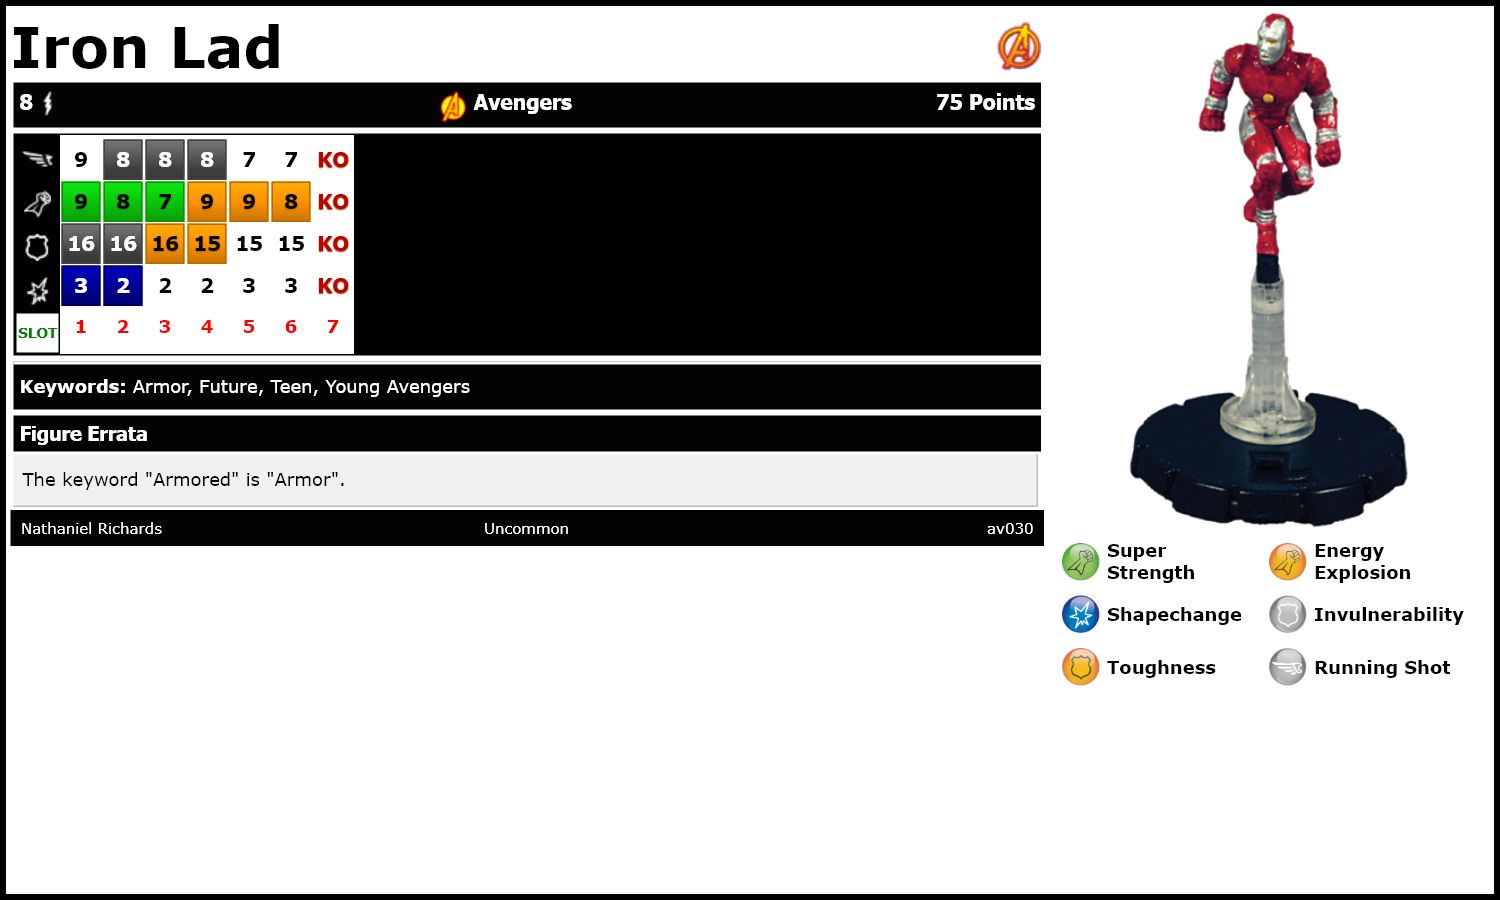 Iron Lad
8 Avengers 75 Points
9 8 8 8 7 7 KO
9 8 7 9 9 8 KO
16 16 16 15 15 15 KO
3 2 2 2 3 3 KO
SLOT 1 2 3 4 5 6 7
Keywords: Armor, Future, Teen, Young Avengers
Figure Errata
The keyword "Armored" is "Armor".
Nathaniel Richards Uncommon av030
Super
Strength
Energy
Explosion
Shapechange
Invulnerability
Toughness
Running Shot